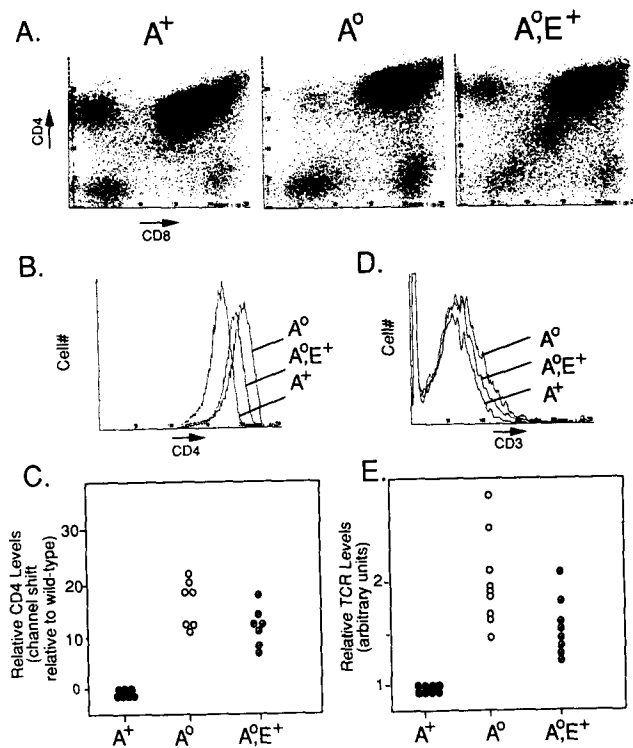 A.
A+
Ao
Ao,E+
CD4
CD8
B.
Cell#
Ao
Ao,E+
A+
CD4
D.
Cell#
Ao
Ao,E+
A+
CD3
C.
Relative CD4 Levels
(channel shift
relative to wild-type)
30
20
10
0
A+
Ao
Ao,E+
E.
Relative TCR Levels
(arbitrary units)
2
1
A+
Ao
Ao,E+